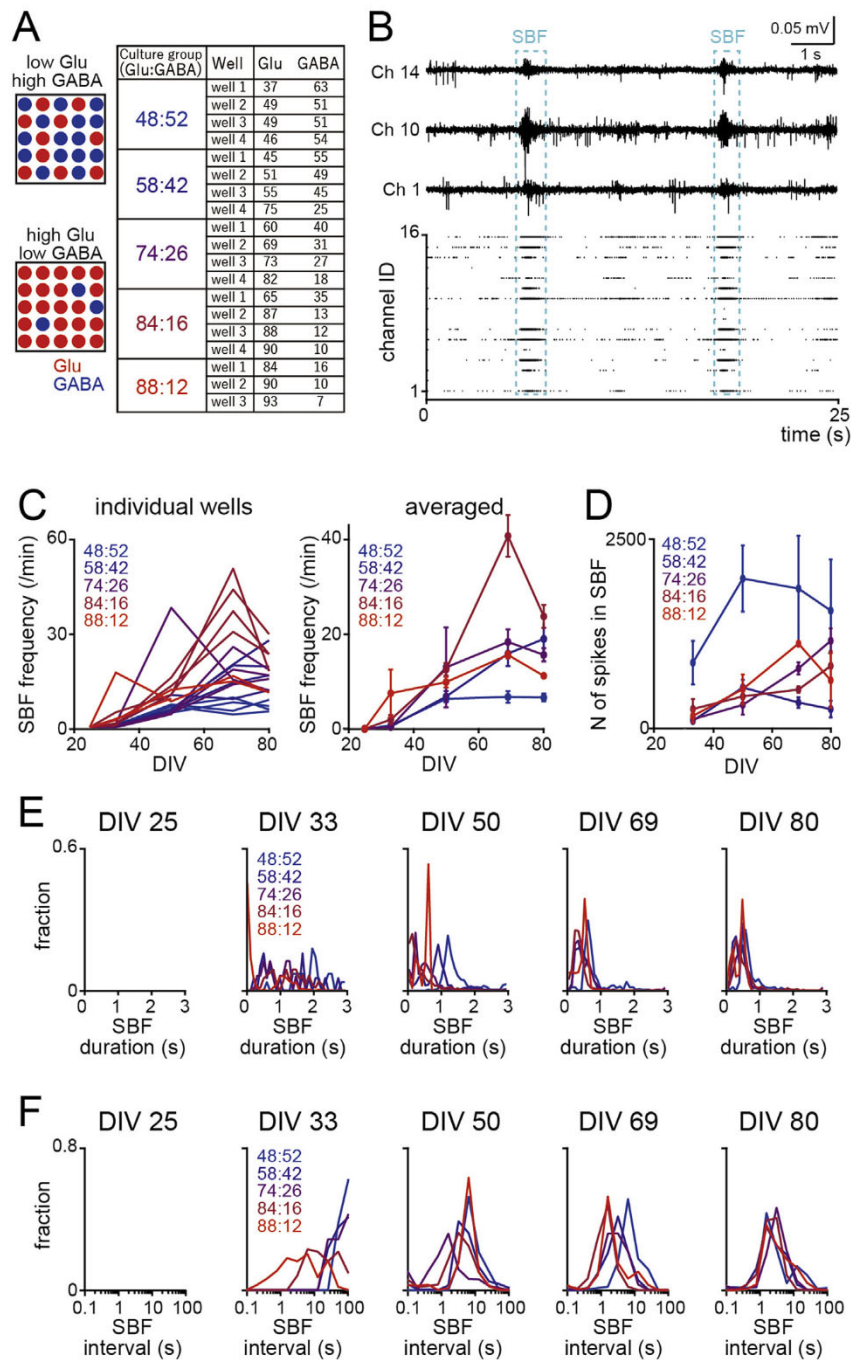 A
low Glu
high GABA
high Glu
low GABA
Glu
GABA
Culture group Well Glu GABA
(Glu:GABA)
48:52
well 1 37 63
well 2 49 51
well 3 49 51
well 4 46 54
58:42
well 1 45 55
well 2 51 49
well 3 55 45
well 4 75 25
74:26
well 1 60 40
well 2 69 31
well 3 73 27
well 4 82 18
84:16
well 1 65 35
well 2 87 13
well 3 88 12
well 4 90 10
88:12
well 1 84 16
well 2 90 10
well 3 93 7
B
SBF SBF
0.05 mV
1 s
Ch 14
Ch 10
Ch 1
16
channel ID
1
0 25
time (s)
C
individual wells
60
30
0
SBF frequency (/min)
48:52
58:42
74:26
84:16
88:12
20 40 60 80
DIV
averaged
40
20
0
SBF frequency (/min)
48:52
58:42
74:26
84:16
88:12
20 40 60 80
DIV
D
2500
0
N of spikes in SBF
48:52
58:42
74:26
84:16
88:12
20 40 60 80
DIV
E
DIV 25 DIV 33 DIV 50 DIV 69 DIV 80
0.6
fraction
0
48:52
58:42
74:26
84:16
88:12
0 1 2 3 0 1 2 3 0 1 2 3 0 1 2 3 0 1 2 3
SBF SBF SBF SBF SBF
duration (s) duration (s) duration (s) duration (s) duration (s)
F
DIV 25 DIV 33 DIV 50 DIV 69 DIV 80
0.8
fraction
0
48:52
58:42
74:26
84:16
88:12
0.1 1 10 100 0.1 1 10 100 0.1 1 10 100 0.1 1 10 100 0.1 1 10 100
SBF SBF SBF SBF SBF
interval (s) interval (s) interval (s) interval (s) interval (s)